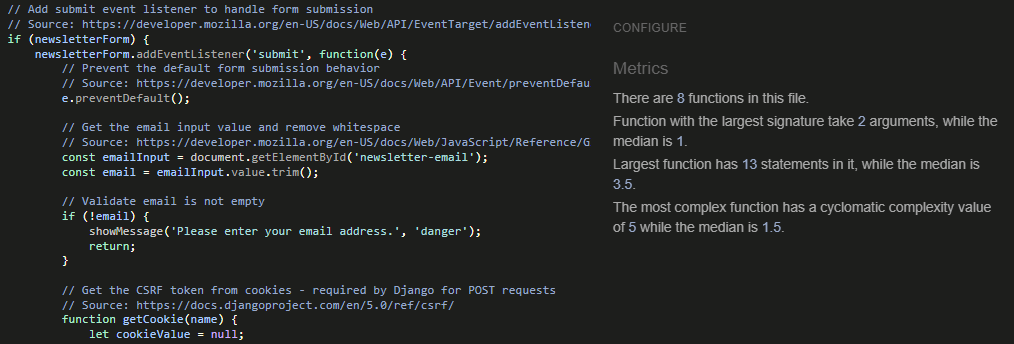 // Add submit event listener to handle form submission
// Source: https://developer.mozilla.org/en-US/docs/Web/API/EventTarget/addEventListen
if (newsletterForm) {
    newsletterForm.addEventListener('submit', function(e) {
        // Prevent the default form submission behavior
        // Source: https://developer.mozilla.org/en-US/docs/Web/API/Event/preventDefau
        e.preventDefault();

        // Get the email input value and remove whitespace
        // Source: https://developer.mozilla.org/en-US/docs/Web/JavaScript/Reference/G
        const emailInput = document.getElementById('newsletter-email');
        const email = emailInput.value.trim();

        // Validate email is not empty
        if (!email) {
            showMessage('Please enter your email address.', 'danger');
            return;
        }

        // Get the CSRF token from cookies - required by Django for POST requests
        // Source: https://docs.djangoproject.com/en/5.0/ref/csrf/
        function getCookie(name) {
            let cookieValue = null;
CONFIGURE
Metrics
There are 8 functions in this file.
Function with the largest signature take 2 arguments, while the
median is 1.
Largest function has 13 statements in it, while the median is
3.5.
The most complex function has a cyclomatic complexity value
of 5 while the median is 1.5.